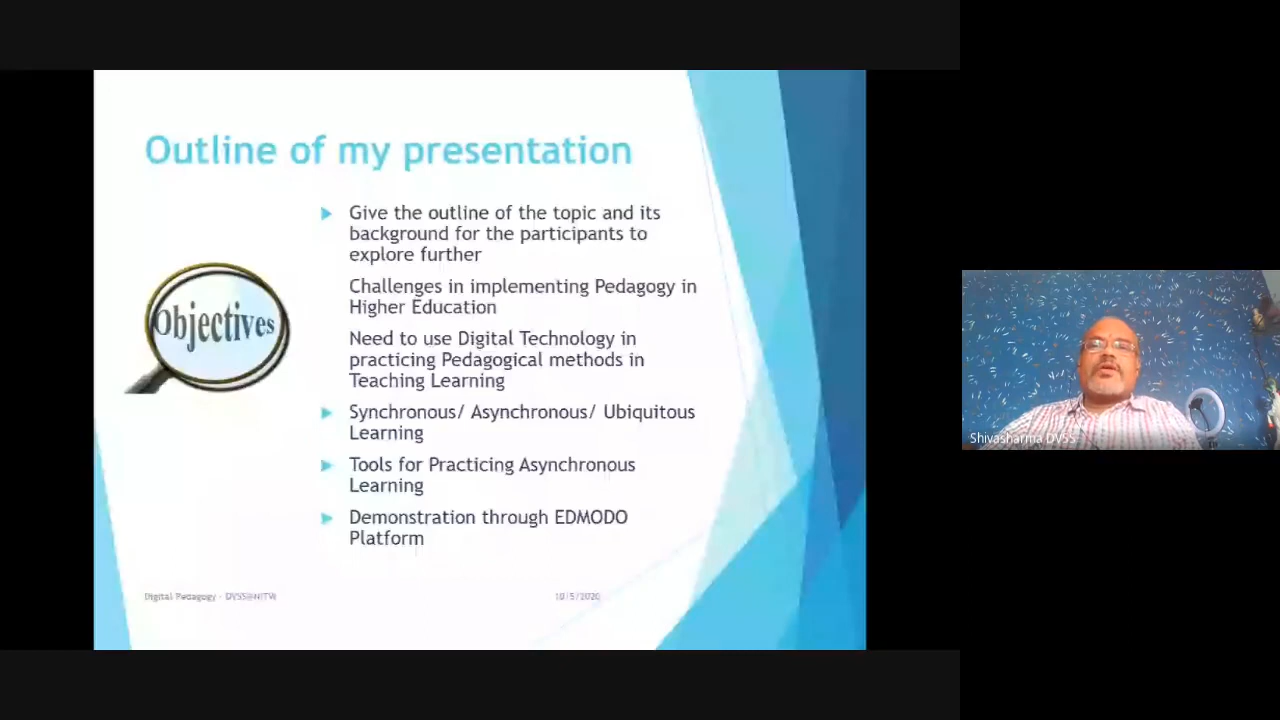 Outline of my presentation
Objectives
Give the outline of the topic and its
background for the participants to
explore further
Challenges in implementing Pedagogy in
Higher Education
Need to use Digital Technology in
practicing Pedagogical methods in
Teaching Learning
Synchronous/ Asynchronous/ Ubiquitous
Learning
Tools for Practicing Asynchronous
Learning
Demonstration through EDMODO
Platform
Digital Pedagogy - DVSS@NITW
10/5/2020
Shivasharma DVSS